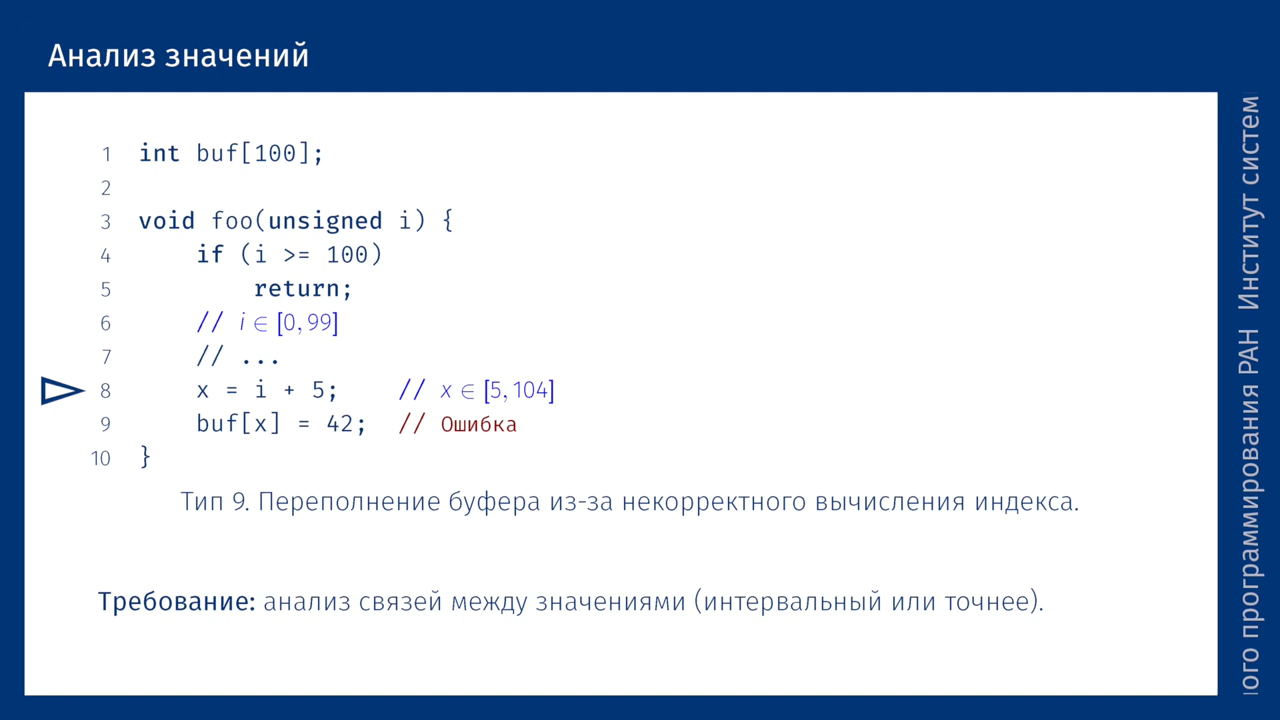 Анализ значений
1 int buf[100];
2
3 void foo(unsigned i) {
4 if (i >= 100)
5 return;
6 // i ∈ [0, 99]
7 // ...
8 x = i + 5; // x ∈ [5, 104]
9 buf[x] = 42; // Ошибка
10 }
Тип 9. Переполнение буфера из-за некорректного вычисления индекса.
Требование: анализ связей между значениями (интервальный или точнее).
ого программирования РАН Институт систем